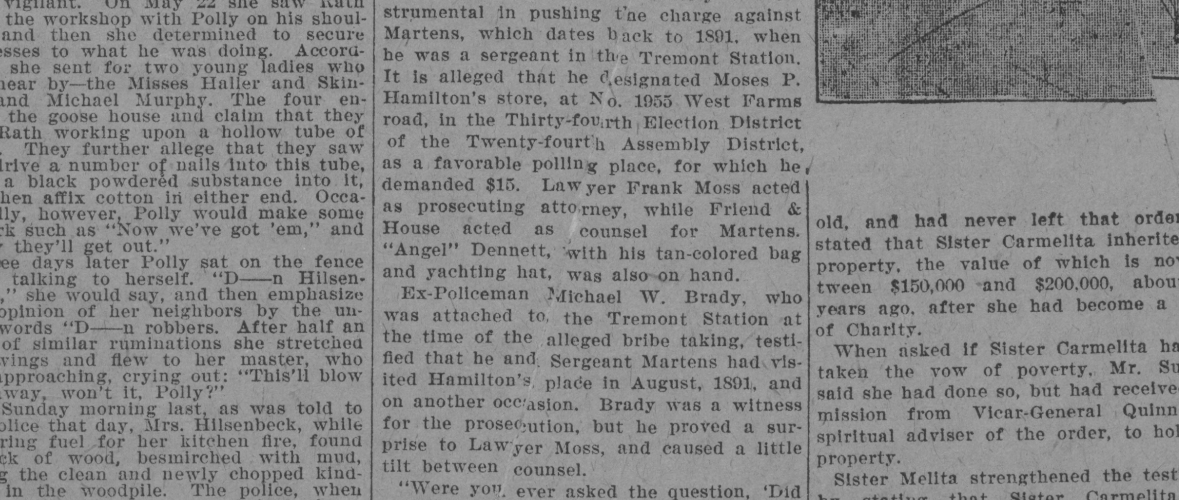 vigilant. On May 22 she saw Rath
the workshop with Polly on his shoul-
and then she determined to secure
esses to what he was doing. Accord-
she sent for two young ladies who
near by—the Misses Haller and Skin-
and Michael Murphy. The four en-
the goose house and claim that they
Rath working upon a hollow tube of
They further allege that they saw
drive a number of nails into this tube,
a black powdered substance into it,
then affix cotton in either end. Occa-
lly, however, Polly would make some
rk such as "Now we've got 'em," and
they'll get out."
ee days later Polly sat on the fence
talking to herself. "D——n Hilsen-
," she would say, and then emphasize
opinion of her neighbors by the un-
words "D——n robbers. After half an
of similar ruminations she stretched
wings and flew to her master, who
approaching, crying out: "This'll blow
away, won't it, Polly?"
Sunday morning last, as was told to
olice that day, Mrs. Hilsenbeck, while
ring fuel for her kitchen fire, found
ck of wood, besmirched with mud,
g the clean and newly chopped kind-
in the woodpile. The police, when
strumental in pushing the charge against
Martens, which dates back to 1891, when
he was a sergeant in the Tremont Station.
It is alleged that he designated Moses P.
Hamilton's store, at No. 1955 West Farms
road, in the Thirty-fourth Election District
of the Twenty-fourth Assembly District,
as a favorable polling place, for which he
demanded $15. Lawyer Frank Moss acted
as prosecuting attorney, while Friend &
House acted as counsel for Martens.
"Angel" Dennett, with his tan-colored bag
and yachting hat, was also on hand.
Ex-Policeman Michael W. Brady, who
was attached to the Tremont Station at
the time of the alleged bribe taking, testi-
fied that he and Sergeant Martens had vis-
ited Hamilton's place in August, 1891, and
on another occasion. Brady was a witness
for the prosecution, but he proved a sur-
prise to Lawyer Moss, and caused a little
tilt between counsel.
"Were you ever asked the question, 'Did
old, and had never left that order
stated that Sister Carmelita inherite
property, the value of which is nov
tween $150,000 and $200,000, abou
years ago, after she had become a
of Charity.
When asked if Sister Carmelita ha
taken the vow of poverty, Mr. Su
said she had done so, but had receive
mission from Vicar-General Quinn
spiritual adviser of the order, to hol
property.
Sister Melita strengthened the test
by stating that Sister Carmelita